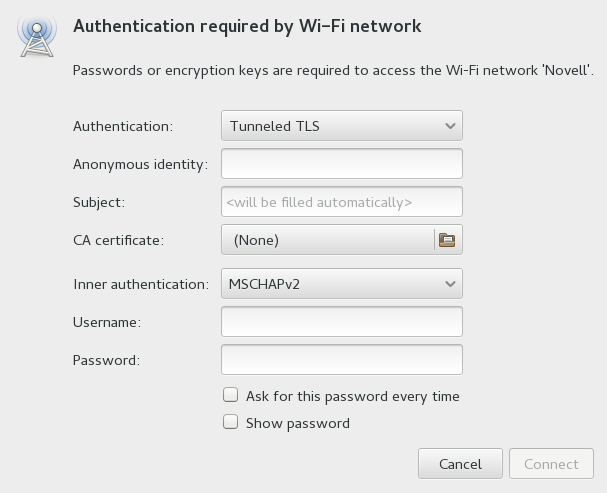 Authentication required by Wi-Fi network
Passwords or encryption keys are required to access the Wi-Fi network 'Novell'.
Authentication: Tunneled TLS
Anonymous identity:
Subject: <will be filled automatically>
CA certificate: (None)
Inner authentication: MSCHAPv2
Username:
Password:
Ask for this password every time
Show password
Cancel Connect